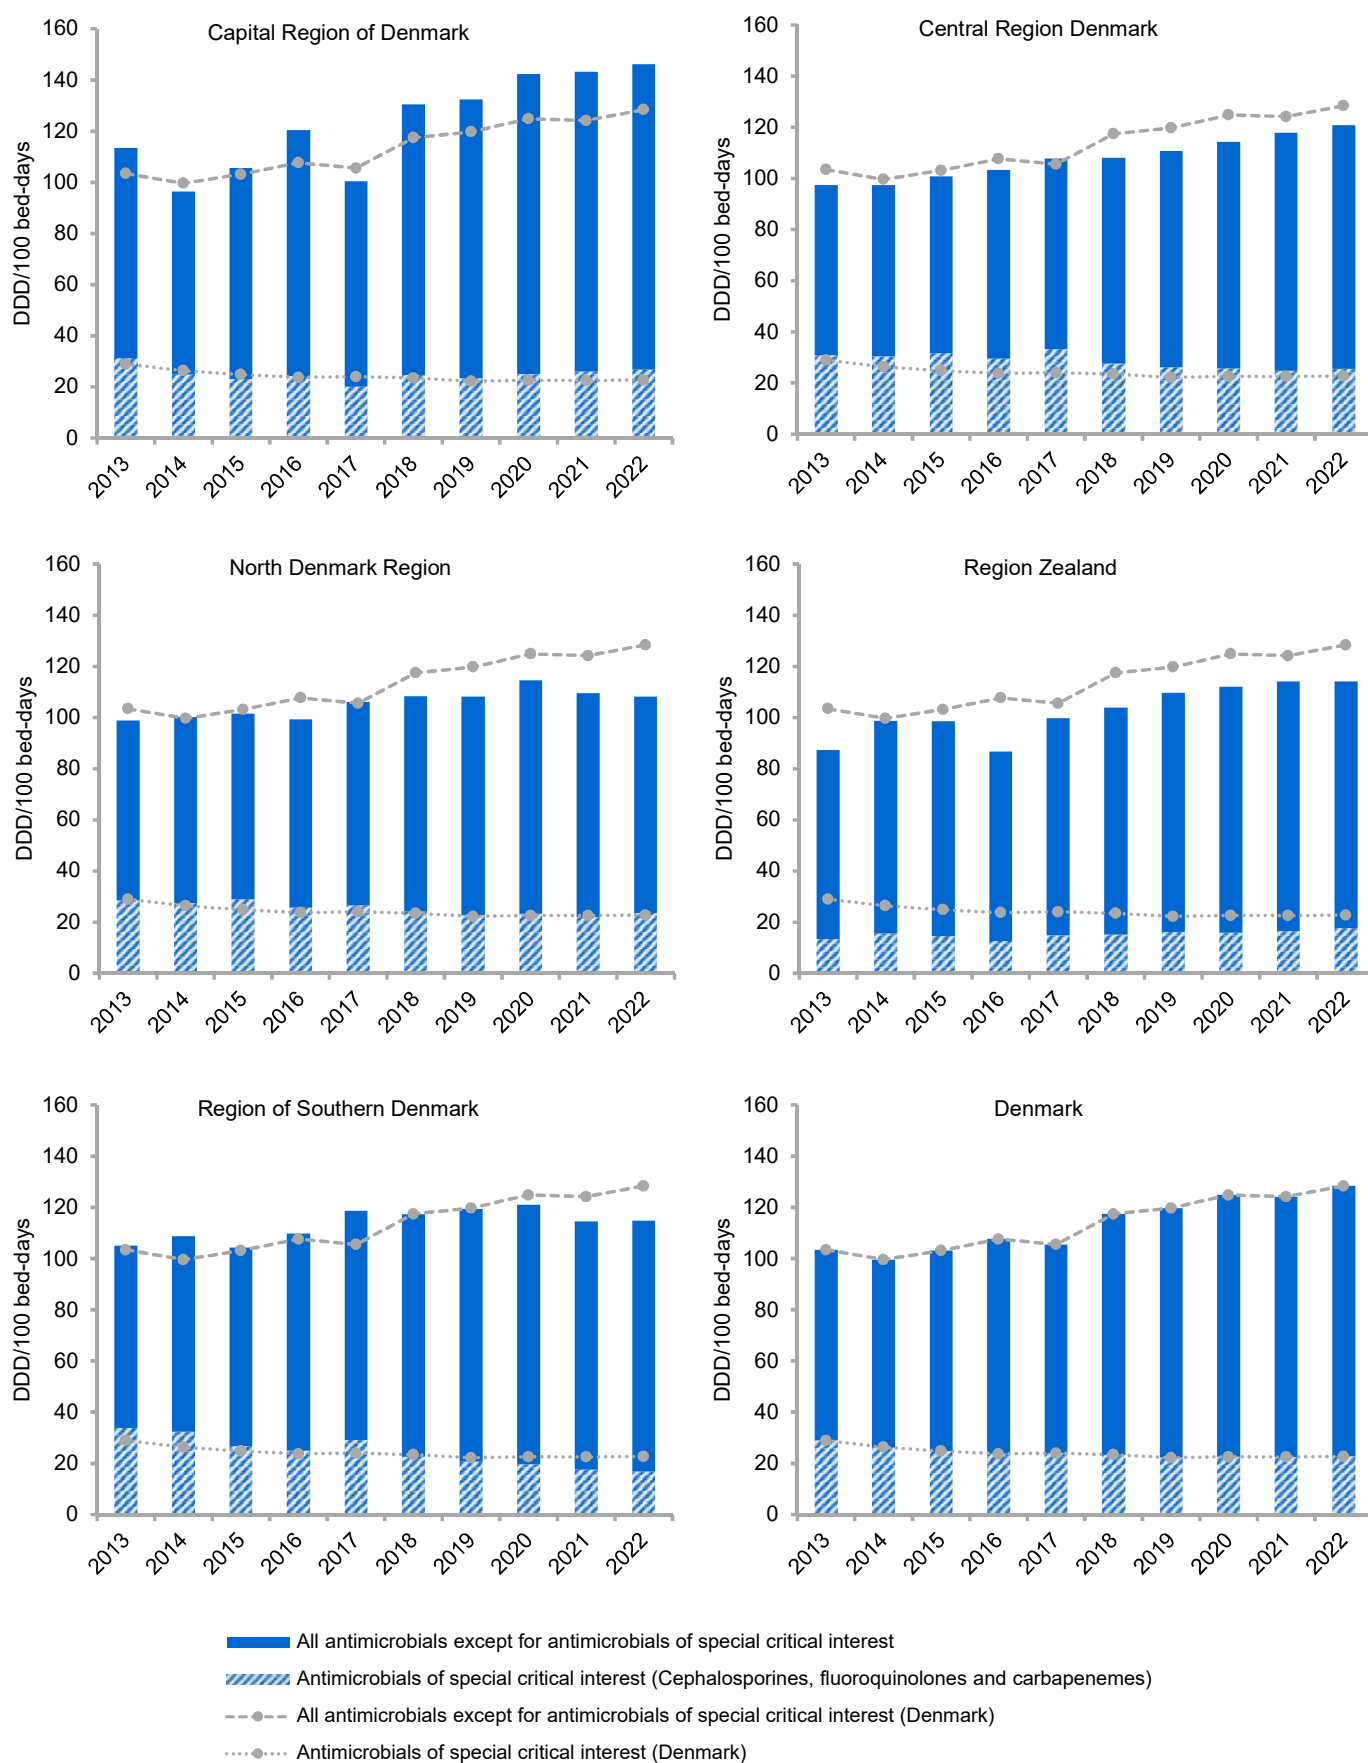 Capital Region of Denmark
DDD/100 bed-days
160
140
120
100
80
60
40
20
0
2013 2014 2015 2016 2017 2018 2019 2020 2021 2022
Central Region Denmark
DDD/100 bed-days
160
140
120
100
80
60
40
20
0
2013 2014 2015 2016 2017 2018 2019 2020 2021 2022
North Denmark Region
DDD/100 bed-days
160
140
120
100
80
60
40
20
0
2013 2014 2015 2016 2017 2018 2019 2020 2021 2022
Region Zealand
DDD/100 bed-days
160
140
120
100
80
60
40
20
0
2013 2014 2015 2016 2017 2018 2019 2020 2021 2022
Region of Southern Denmark
DDD/100 bed-days
160
140
120
100
80
60
40
20
0
2013 2014 2015 2016 2017 2018 2019 2020 2021 2022
Denmark
DDD/100 bed-days
160
140
120
100
80
60
40
20
0
2013 2014 2015 2016 2017 2018 2019 2020 2021 2022
All antimicrobials except for antimicrobials of special critical interest
Antimicrobials of special critical interest (Cephalosporines, fluoroquinolones and carbapenemes)
All antimicrobials except for antimicrobials of special critical interest (Denmark)
Antimicrobials of special critical interest (Denmark)